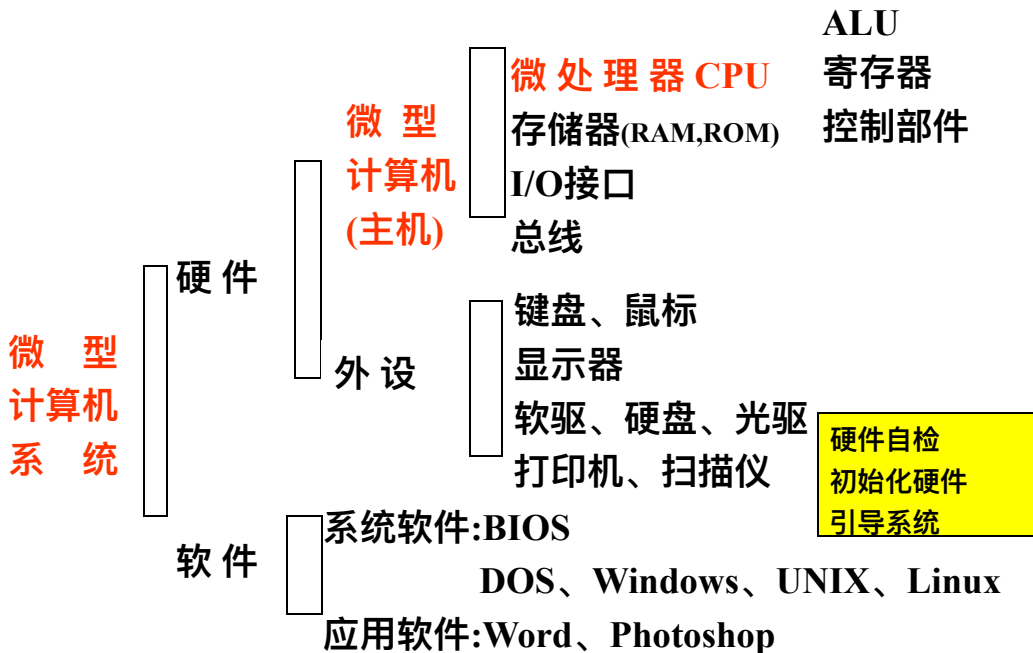 ALU
微 处 理 器 CPU
寄存器
微 型
存储器(RAM,ROM)
控制部件
计算机
I/O接口
(主机)
总线
硬 件
键盘、鼠标
微 型
显示器
外 设
计算机
软驱、硬盘、光驱
硬件自检
系 统
打印机、扫描仪
初始化硬件
引导系统
系统软件:BIOS
软 件
DOS、Windows、UNIX、Linux
应用软件:Word、Photoshop